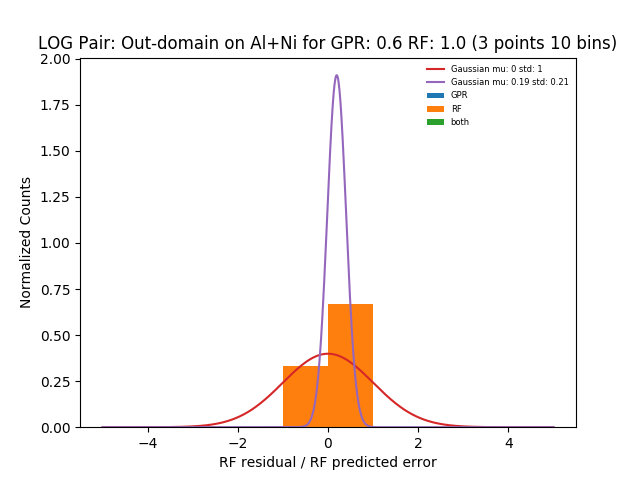 LOG Pair: Out-domain on Al+Ni for GPR: 0.6 RF: 1.0 (3 points 10 bins)
2.00
1.75
1.50
1.25
1.00
0.75
0.50
0.25
0.00
Normalized Counts
Gaussian mu: 0 std: 1
Gaussian mu: 0.19 std: 0.21
GPR
RF
both
−4
−2
0
2
4
RF residual / RF predicted error